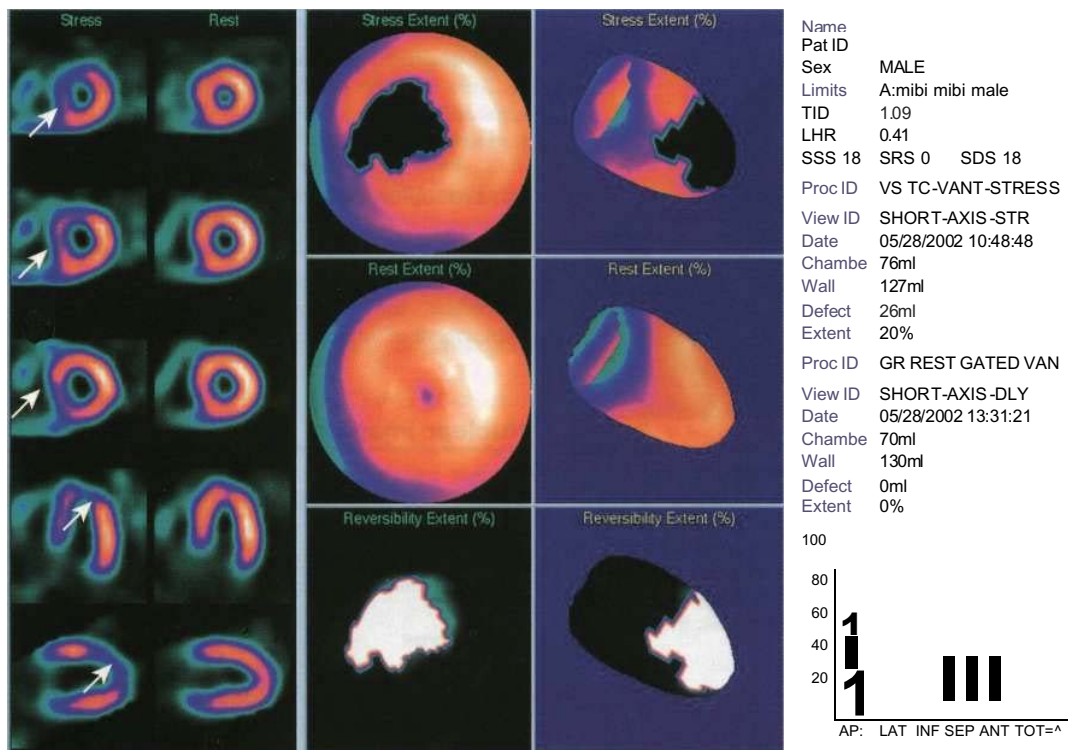 Stress Rest
Stress Extent (%)
Stress Extent (%)
Rest Extent (%)
Rest Extent (%)
Reversibility Extent (%)
Reversibility Extent (%)
Name
Pat ID
Sex MALE
Limits A:mibi mibi male
TID 1.09
LHR 0.41
SSS 18 SRS 0 SDS 18
Proc ID VS TC-VANT-STRESS
View ID SHORT-AXIS-STR
Date 05/28/2002 10:48:48
Chambe 76ml
Wall 127ml
Defect 26ml
Extent 20%
Proc ID GR REST GATED VAN
View ID SHORT-AXIS-DLY
Date 05/28/2002 13:31:21
Chambe 70ml
Wall 130ml
Defect 0ml
Extent 0%
100
80
60
40
20
AP: LAT INF SEP ANT TOT=^